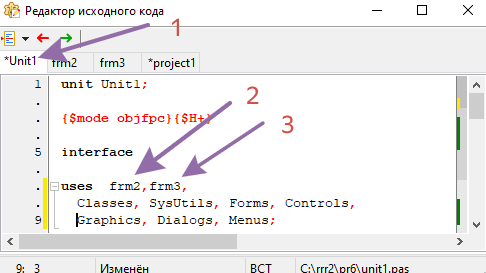 Редактор исходного кода
1
*Unit1 frm2 frm3 *project1
1 unit Unit1;
. 2
. {$mode objfpc}{$H+}
. 3
5 interface
.
. uses frm2,frm3,
. Classes, SysUtils, Forms, Controls,
9 Graphics, Dialogs, Menus;
9: 3 Изменён ВСТ C:\rrr2\pr6\unit1.pas